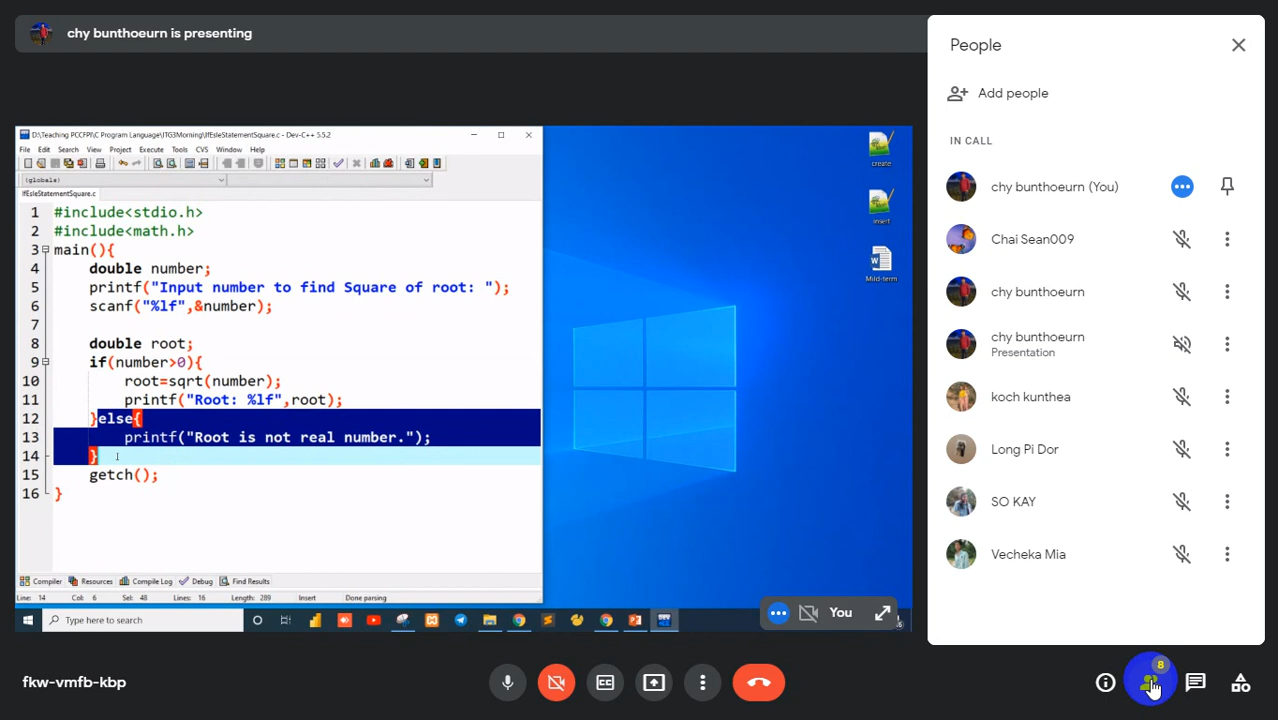 chy bunthoeurn is presenting
D:\Teaching PCCFPI\C Program Language\ITG3Morning\IfEsleStatementSquare.c - Dev-C++ 5.5.2
File Edit Search View Project Execute Tools CVS Window Help
(globals)
IfEsleStatementSquare.c
1 #include<stdio.h>
2 #include<math.h>
3 main(){
4 double number;
5 printf("Input number to find Square of root: ");
6 scanf("%lf",&number);
7
8 double root;
9 if(number>0){
10 root=sqrt(number);
11 printf("Root: %lf",root);
12 }else{
13 printf("Root is not real number.");
14 }
15 getch();
16 }
Compiler Resources Compile Log Debug Find Results
Line: 14 Col: 6 Sel: 48 Lines: 16 Length: 289 Insert Done parsing
create
insert
Mild-term
Type here to search
You
People
Add people
IN CALL
chy bunthoeurn (You)
Chai Sean009
chy bunthoeurn
chy bunthoeurn
Presentation
koch kunthea
Long Pi Dor
SO KAY
Vecheka Mia
fkw-vmfb-kbp
CC
8